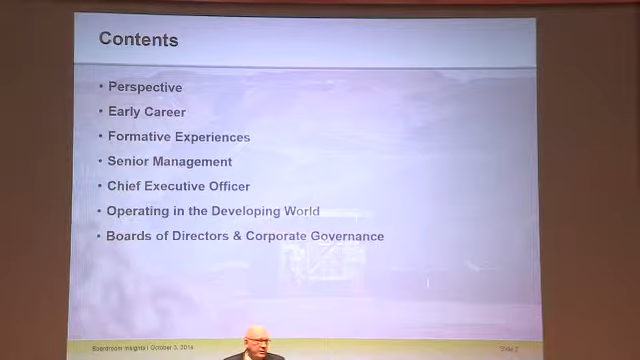 Contents
• Perspective
• Early Career
• Formative Experiences
• Senior Management
• Chief Executive Officer
• Operating in the Developing World
• Boards of Directors & Corporate Governance
Boardroom Insights | October 3, 2014
Slide 2